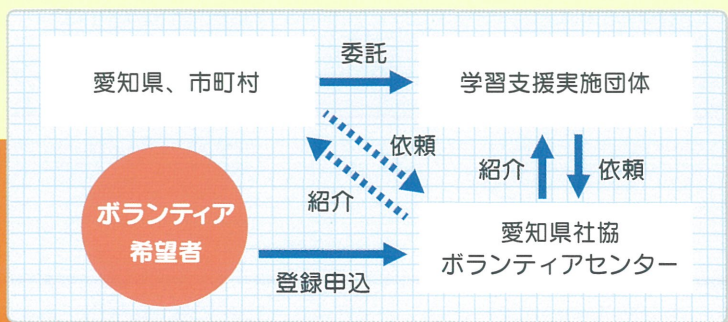 愛知県、市町村
委託
学習支援実施団体
依頼
紹介
紹介
依頼
ボランティア
希望者
登録申込
愛知県社協
ボランティアセンター